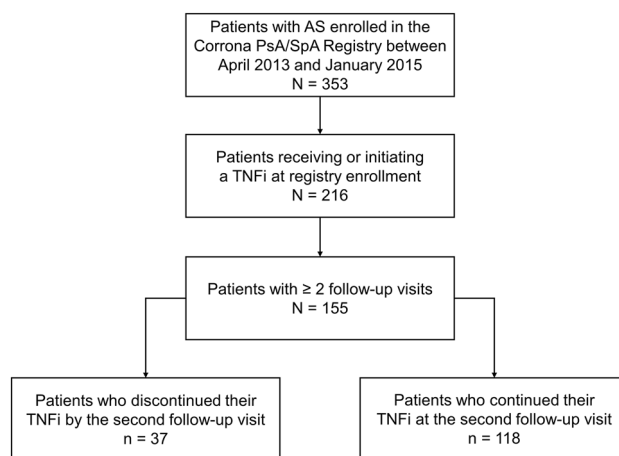 Patients with AS enrolled in the
Corrona PsA/SpA Registry between
April 2013 and January 2015
N = 353
Patients receiving or initiating
a TNFi at registry enrollment
N = 216
Patients with ≥ 2 follow-up visits
N = 155
Patients who discontinued their
TNFi by the second follow-up visit
n = 37
Patients who continued their
TNFi at the second follow-up visit
n = 118